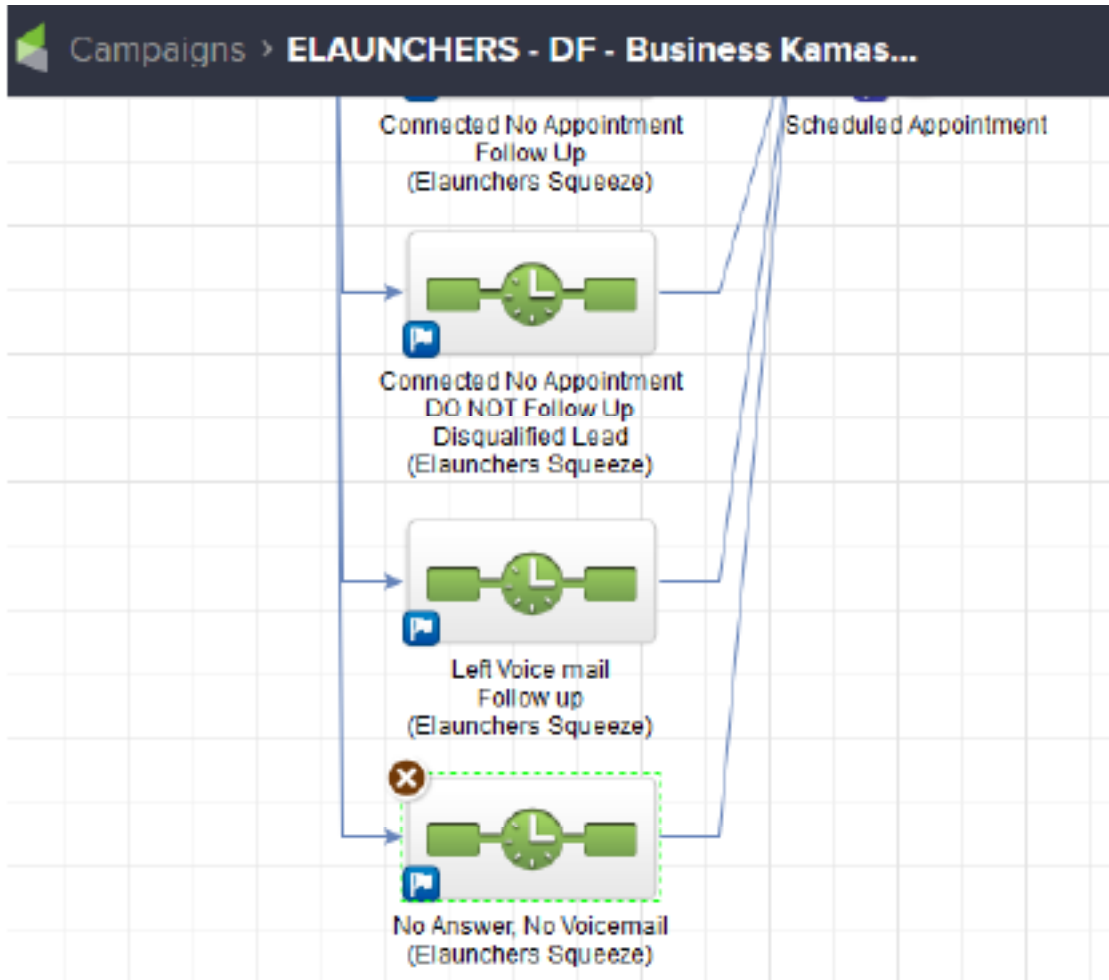 Campaigns > ELAUNCHERS - DF - Business Kamas...
Connected No Appointment
Follow Up
(Elaunchers Squeeze)
Scheduled Appointment
Connected No Appointment
DO NOT Follow Up
Disqualified Lead
(Elaunchers Squeeze)
Left Voice mail
Follow up
(Elaunchers Squeeze)
No Answer, No Voicemail
(Elaunchers Squeeze)